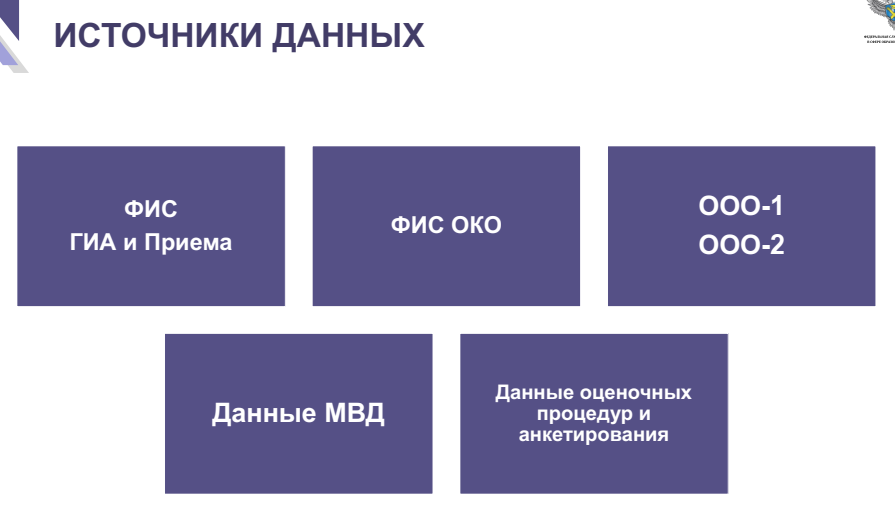 ИСТОЧНИКИ ДАННЫХ
ФИС
ГИА и Приема
ФИС ОКО
ООО-1
ООО-2
Данные МВД
Данные оценочных
процедур и
анкетирования